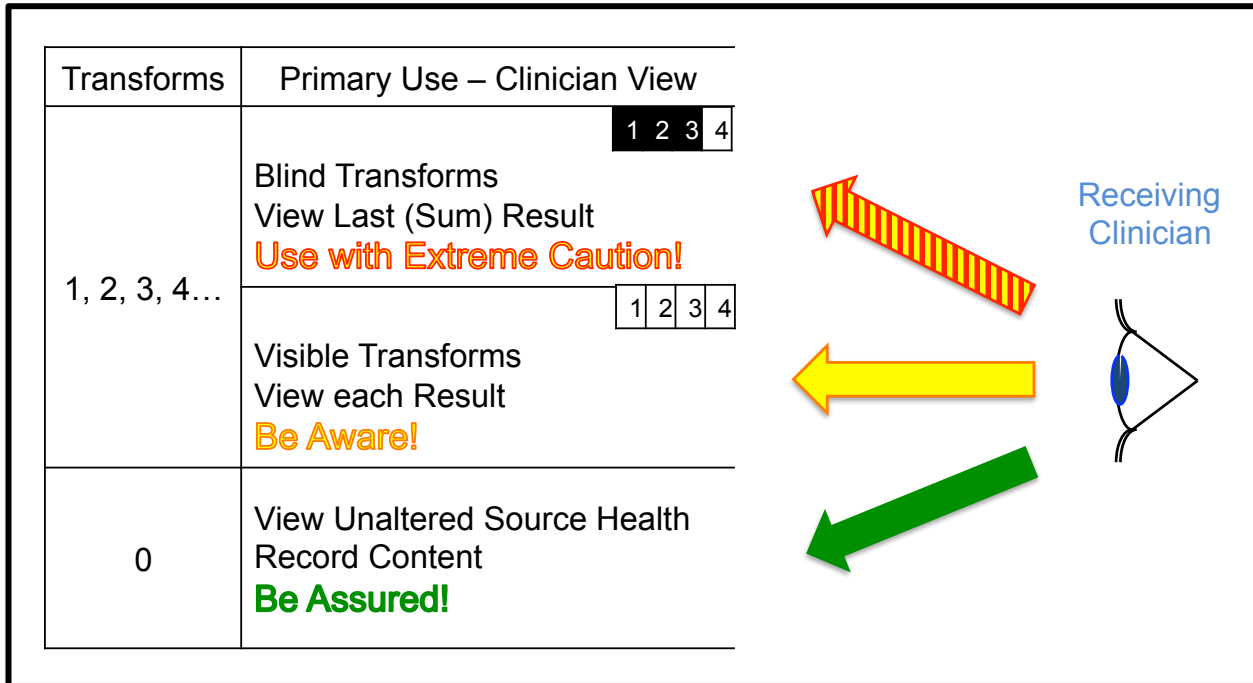 Transforms
Primary Use – Clinician View
1 2 3 4
Blind Transforms
View Last (Sum) Result
Use with Extreme Caution!
1, 2, 3, 4…
1 2 3 4
Visible Transforms
View each Result
Be Aware!
0
View Unaltered Source Health
Record Content
Be Assured!
Receiving
Clinician